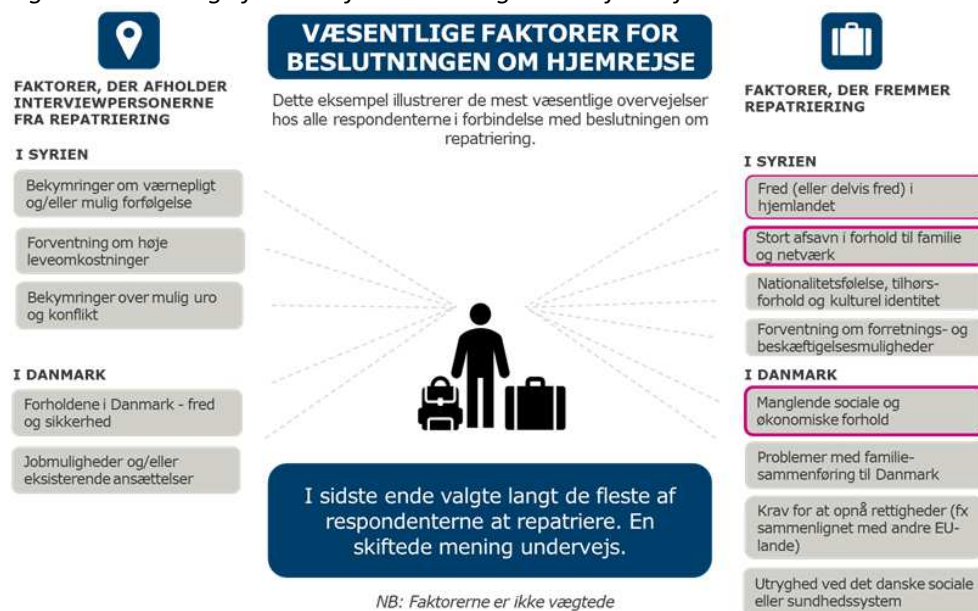 VÆSENTLIGE FAKTORER FOR
BESLUTNINGEN OM HJEMREJSE
Dette eksempel illustrerer de mest væsentlige overvejelser
hos alle respondenterne i forbindelse med beslutningen om
repatriering.
FAKTORER, DER AFHOLDER
INTERVIEWPERSONERNE
FRA REPATRIERING
I SYRIEN
Bekymringer om værnepligt
og/eller mulig forfølgelse
Forventning om høje
leveomkostninger
Bekymringer over mulig uro
og konflikt
I DANMARK
Forholdene i Danmark - fred
og sikkerhed
Jobmuligheder og/eller
eksisterende ansættelser
FAKTORER, DER FREMMER
REPATRIERING
I SYRIEN
Fred (eller delvis fred) i
hjemlandet
Stort afsavn i forhold til familie
og netværk
Nationalitetsfølelse, tilhørs-
forhold og kulturel identitet
Forventning om forretnings- og
beskæftigelsesmuligheder
I DANMARK
Manglende sociale og
økonomiske forhold
Problemer med familie-
sammenføring til Danmark
Krav for at opnå rettigheder (fx
sammenlignet med andre EU-
lande)
Utryghed ved det danske sociale
eller sundhedssystem
I sidste ende valgte langt de fleste af
respondenterne at repatriere. En
skiftede mening undervejs.
NB: Faktorerne er ikke vægtede